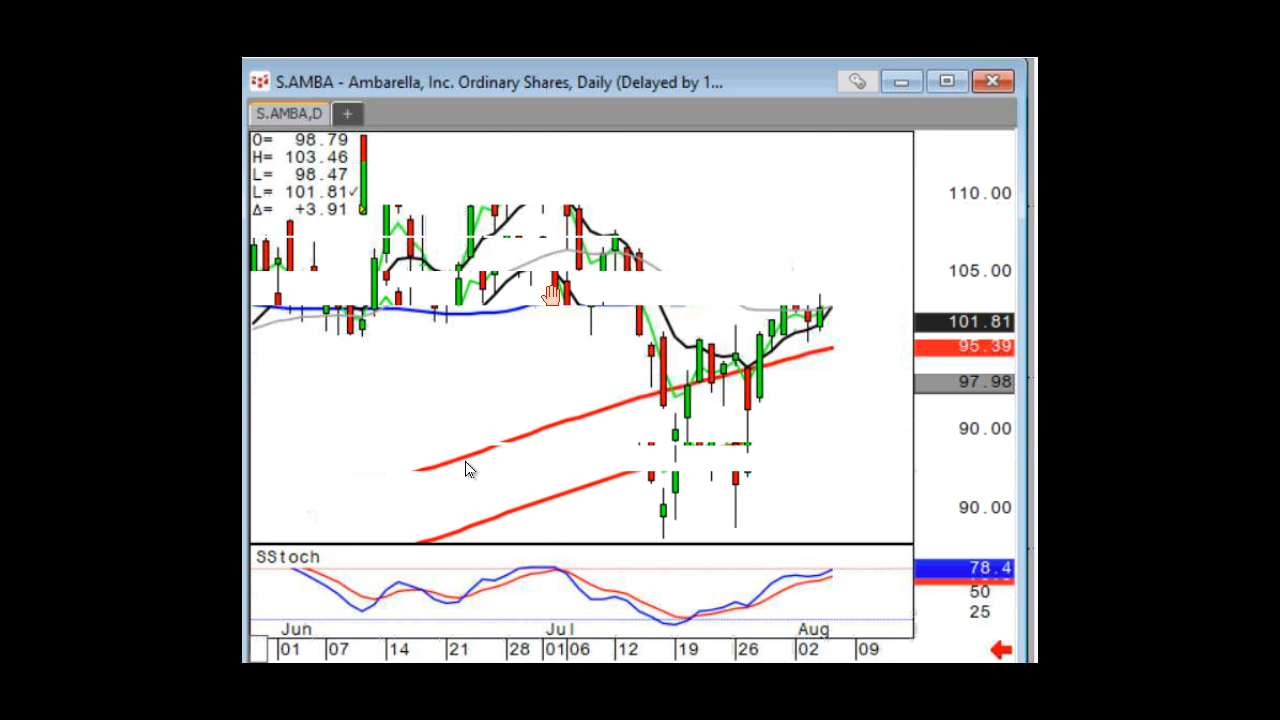 S.AMBA - Ambarella, Inc. Ordinary Shares, Daily (Delayed by 1...
S.AMBA,D +
O= 98.79
H= 103.46
L= 98.47
L= 101.81✓
Δ= +3.91
110.00
105.00
101.81
95.39
97.98
90.00
90.00
SStoch
78.4
50
25
Jun Jul Aug
01 07 14 21 28 01 06 12 19 26 02 09